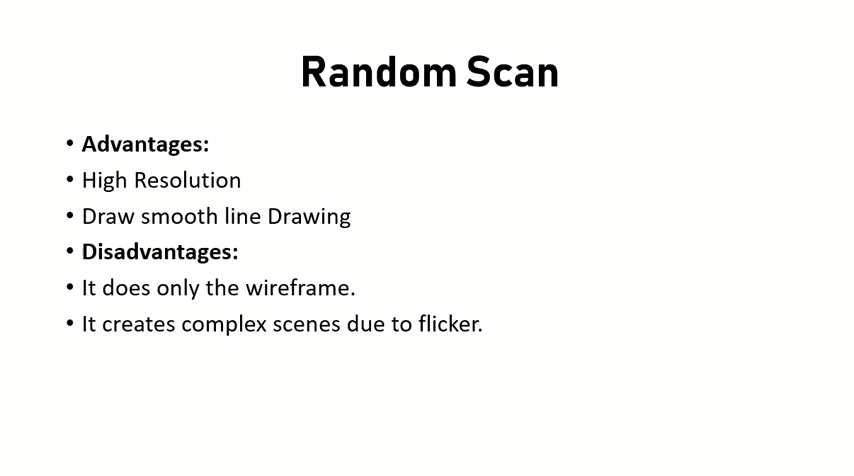 Random Scan
• Advantages:
• High Resolution
• Draw smooth line Drawing
• Disadvantages:
• It does only the wireframe.
• It creates complex scenes due to flicker.